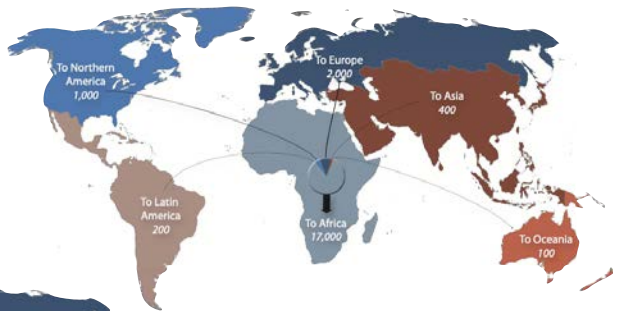 To Northern
America
1,000
To Europe
2,000
To Asia
400
To Latin
America
200
To Africa
17,000
To Oceania
100